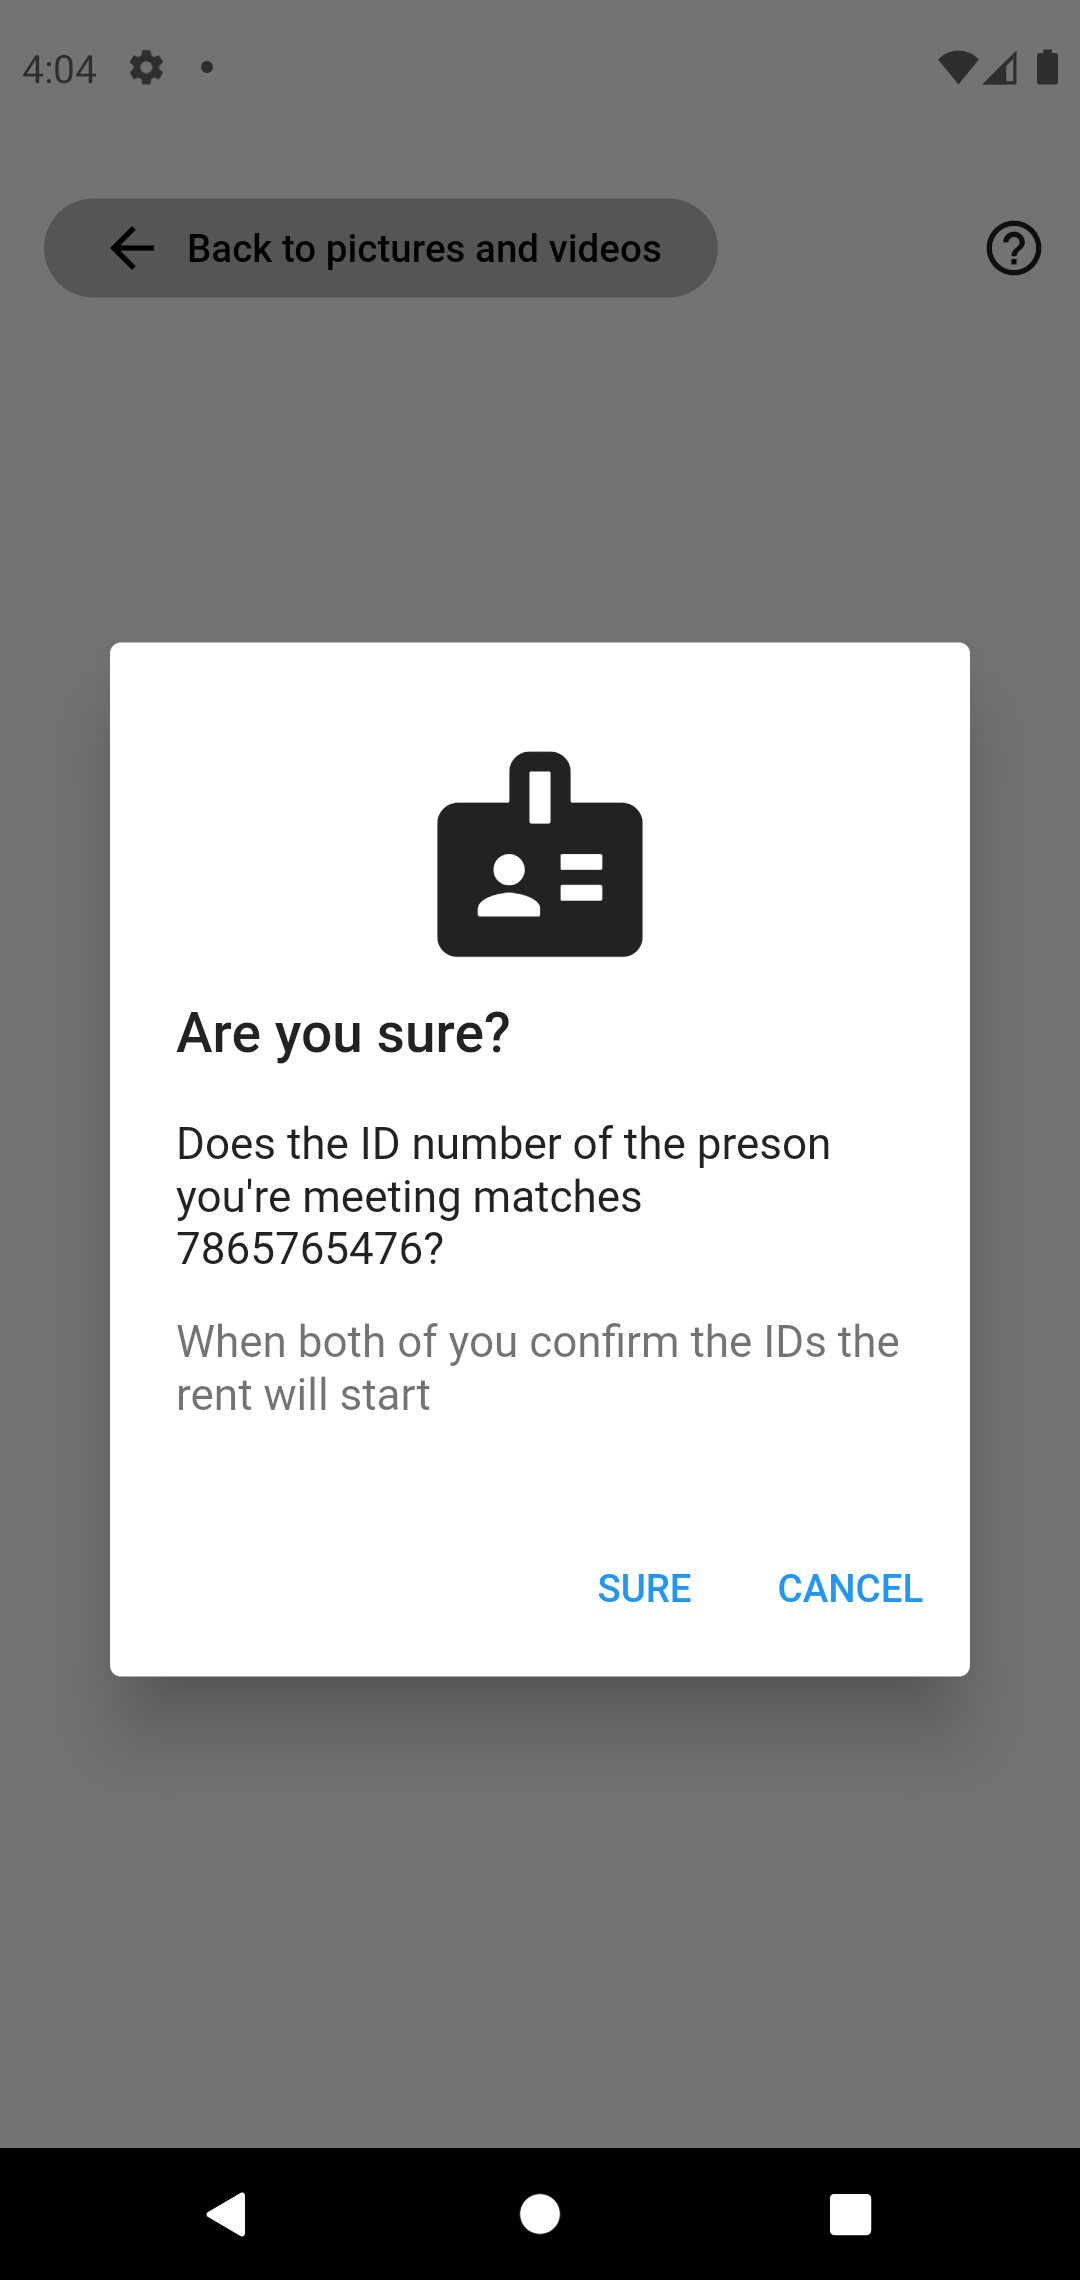 4:04
Back to pictures and videos
Are you sure?
Does the ID number of the preson
you're meeting matches
7865765476?
When both of you confirm the IDs the
rent will start
SURE CANCEL